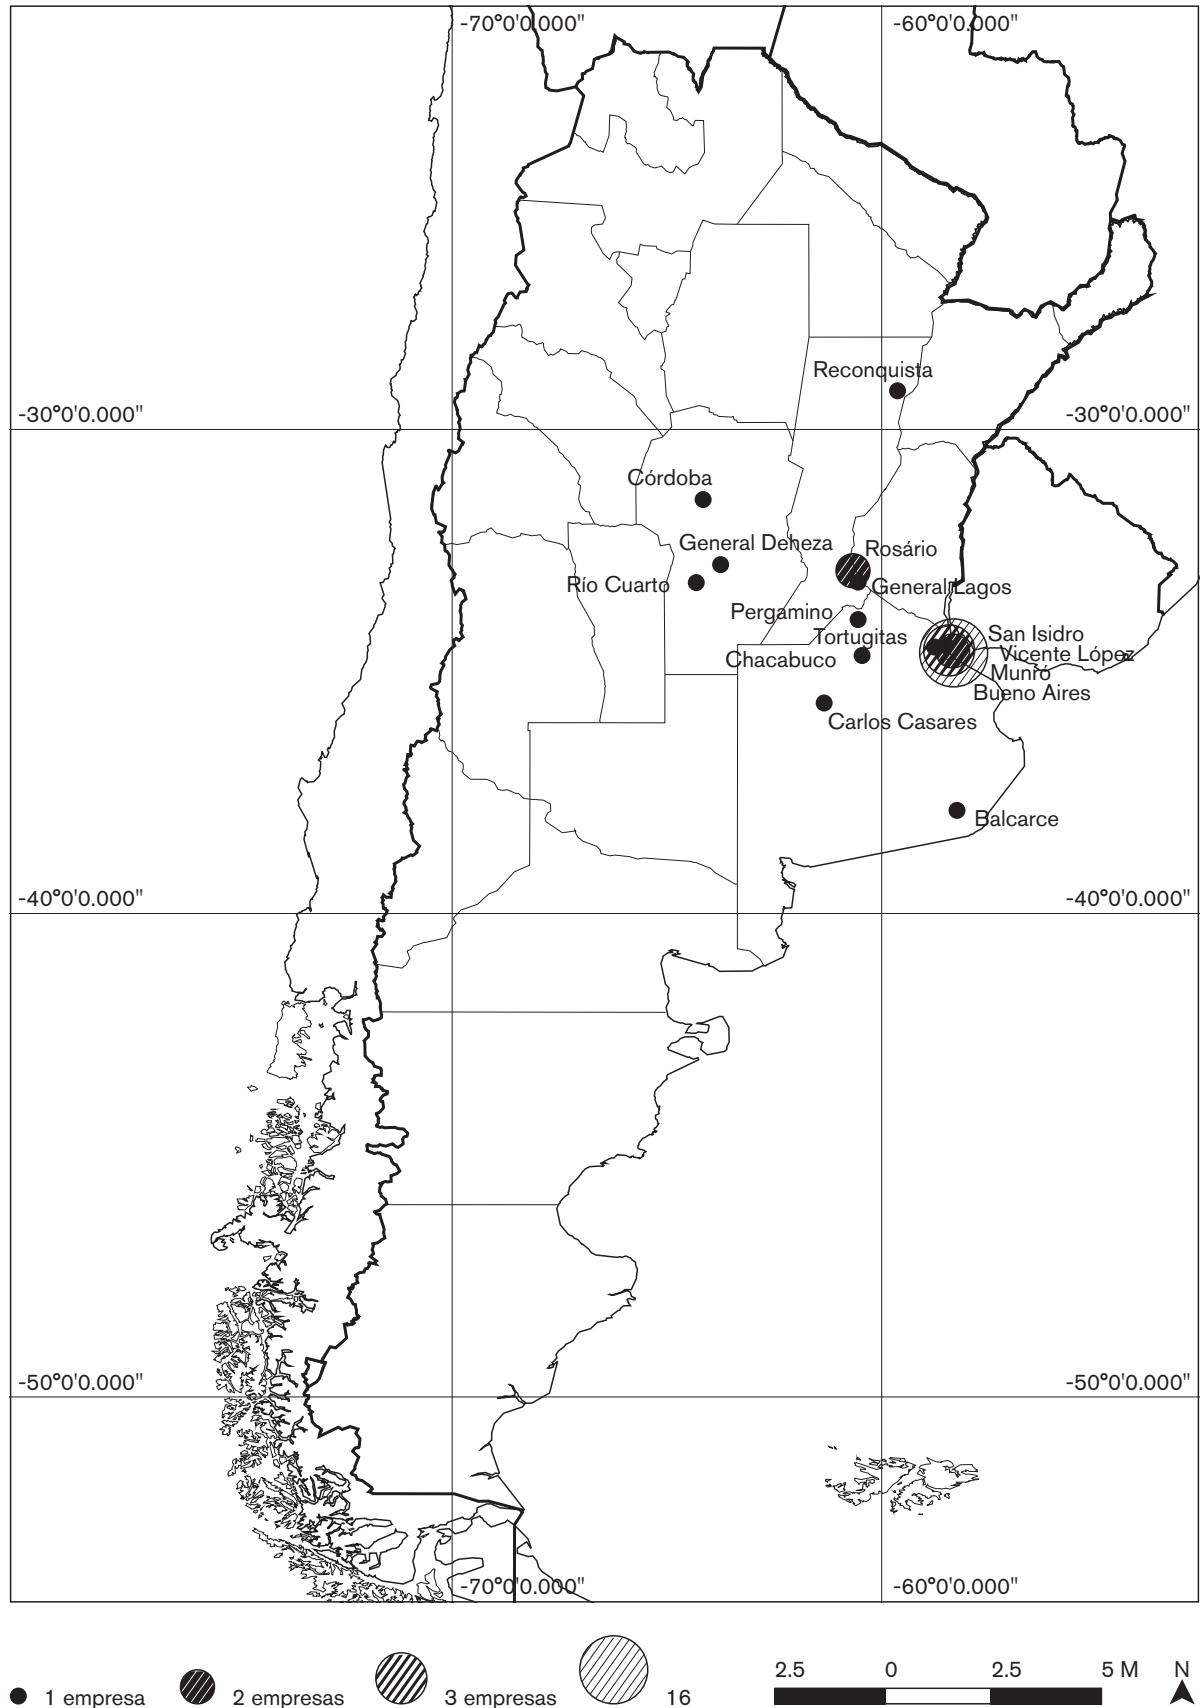 -70°0'0.000"
-60°0'0.000"
Reconquista
-30°0'0.000"
-30°0'0.000"
Córdoba
General Deheza
Rosário
Río Cuarto
General Lagos
Pergamino
Tortugitas
San Isidro
Vicente López
Chacabuco
Munro
Bueno Aires
Carlos Casares
Balcarce
-40°0'0.000"
-40°0'0.000"
-50°0'0.000"
-50°0'0.000"
-70°0'0.000"
-60°0'0.000"
2.5 0 2.5 5 M N
1 empresa 2 empresas 3 empresas 16